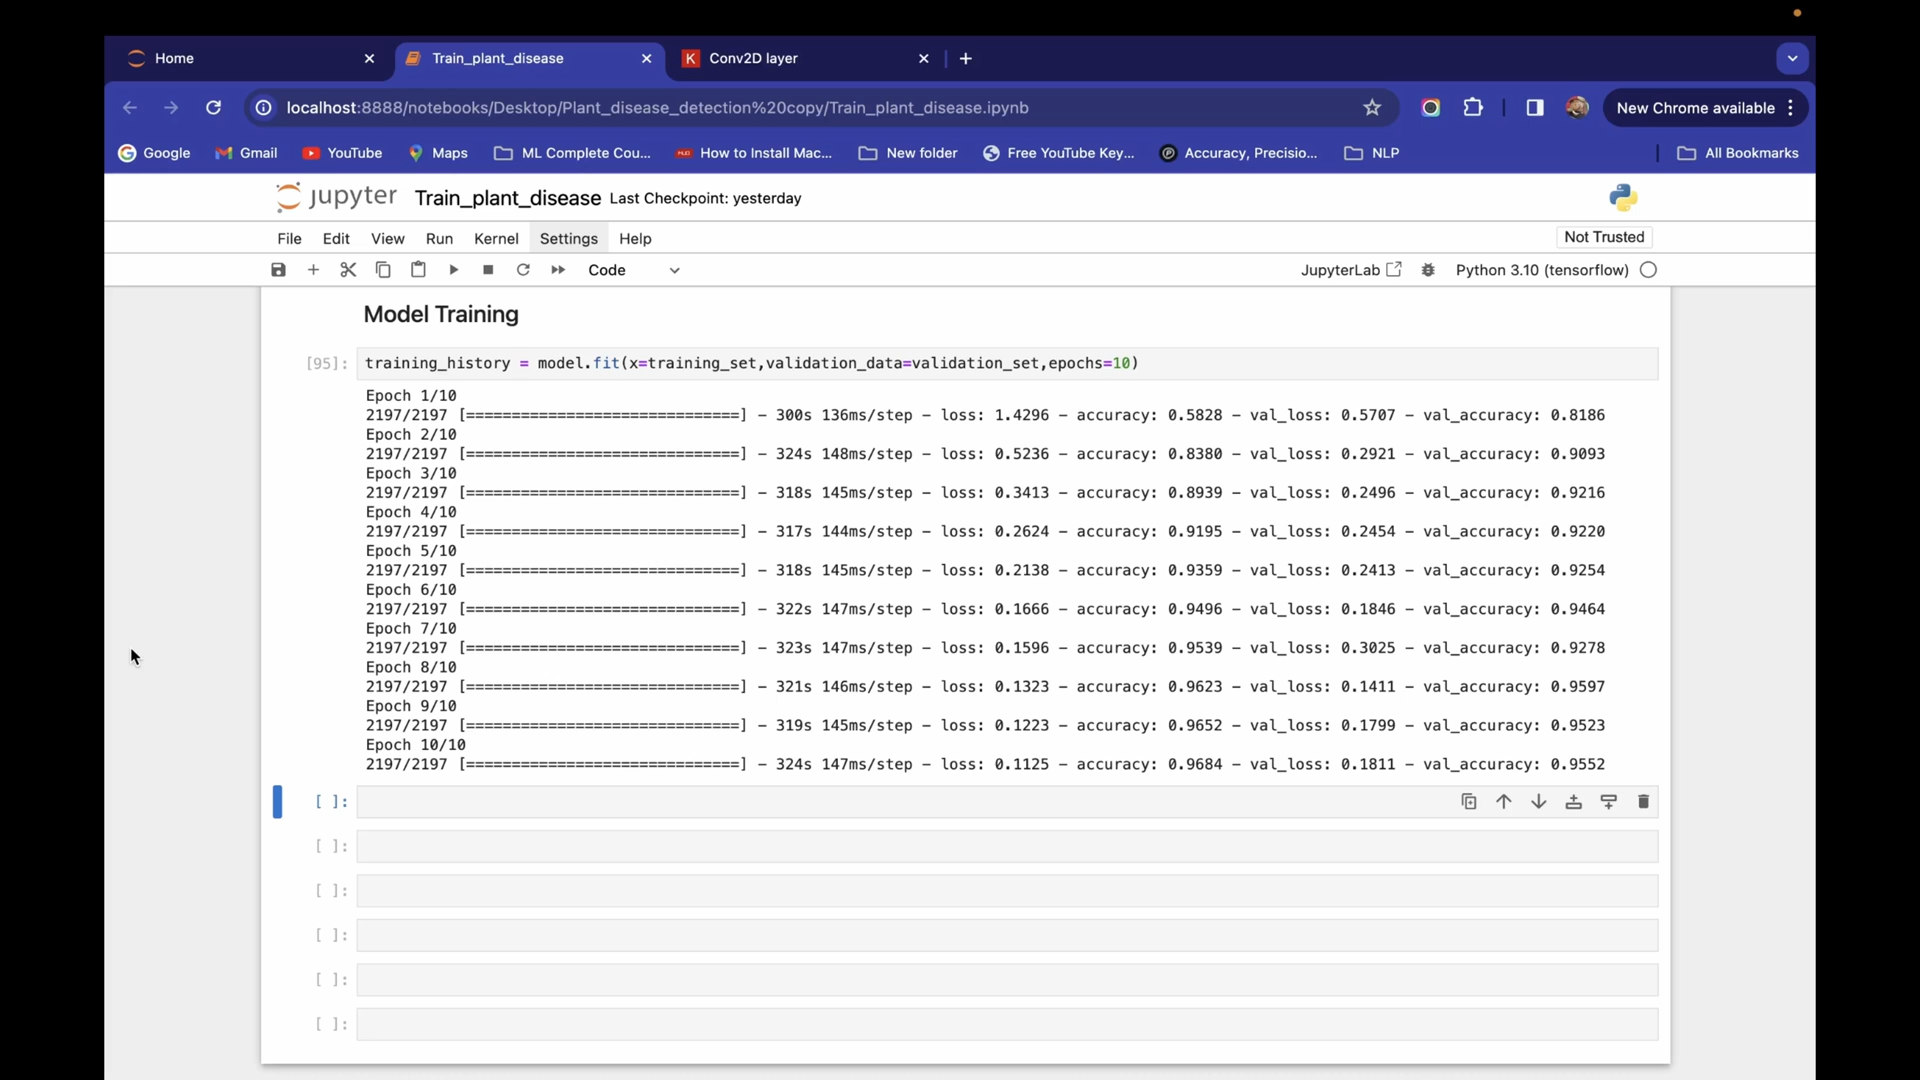 Home
Train_plant_disease
Conv2D layer
localhost:8888/notebooks/Desktop/Plant_disease_detection%20copy/Train_plant_disease.ipynb
New Chrome available
Google
Gmail
YouTube
Maps
ML Complete Cou...
How to Install Mac...
New folder
Free YouTube Key...
Accuracy, Precisio...
NLP
All Bookmarks
jupyter Train_plant_disease Last Checkpoint: yesterday
File Edit View Run Kernel Settings Help
Not Trusted
Code
JupyterLab
Python 3.10 (tensorflow)
Model Training
[95]: training_history = model.fit(x=training_set,validation_data=validation_set,epochs=10)
Epoch 1/10
2197/2197 [==============================] - 300s 136ms/step - loss: 1.4296 - accuracy: 0.5828 - val_loss: 0.5707 - val_accuracy: 0.8186
Epoch 2/10
2197/2197 [==============================] - 324s 148ms/step - loss: 0.5236 - accuracy: 0.8380 - val_loss: 0.2921 - val_accuracy: 0.9093
Epoch 3/10
2197/2197 [==============================] - 318s 145ms/step - loss: 0.3413 - accuracy: 0.8939 - val_loss: 0.2496 - val_accuracy: 0.9216
Epoch 4/10
2197/2197 [==============================] - 317s 144ms/step - loss: 0.2624 - accuracy: 0.9195 - val_loss: 0.2454 - val_accuracy: 0.9220
Epoch 5/10
2197/2197 [==============================] - 318s 145ms/step - loss: 0.2138 - accuracy: 0.9359 - val_loss: 0.2413 - val_accuracy: 0.9254
Epoch 6/10
2197/2197 [==============================] - 322s 147ms/step - loss: 0.1666 - accuracy: 0.9496 - val_loss: 0.1846 - val_accuracy: 0.9464
Epoch 7/10
2197/2197 [==============================] - 323s 147ms/step - loss: 0.1596 - accuracy: 0.9539 - val_loss: 0.3025 - val_accuracy: 0.9278
Epoch 8/10
2197/2197 [==============================] - 321s 146ms/step - loss: 0.1323 - accuracy: 0.9623 - val_loss: 0.1411 - val_accuracy: 0.9597
Epoch 9/10
2197/2197 [==============================] - 319s 145ms/step - loss: 0.1223 - accuracy: 0.9652 - val_loss: 0.1799 - val_accuracy: 0.9523
Epoch 10/10
2197/2197 [==============================] - 324s 147ms/step - loss: 0.1125 - accuracy: 0.9684 - val_loss: 0.1811 - val_accuracy: 0.9552
[ ]:
[ ]:
[ ]:
[ ]:
[ ]:
[ ]: